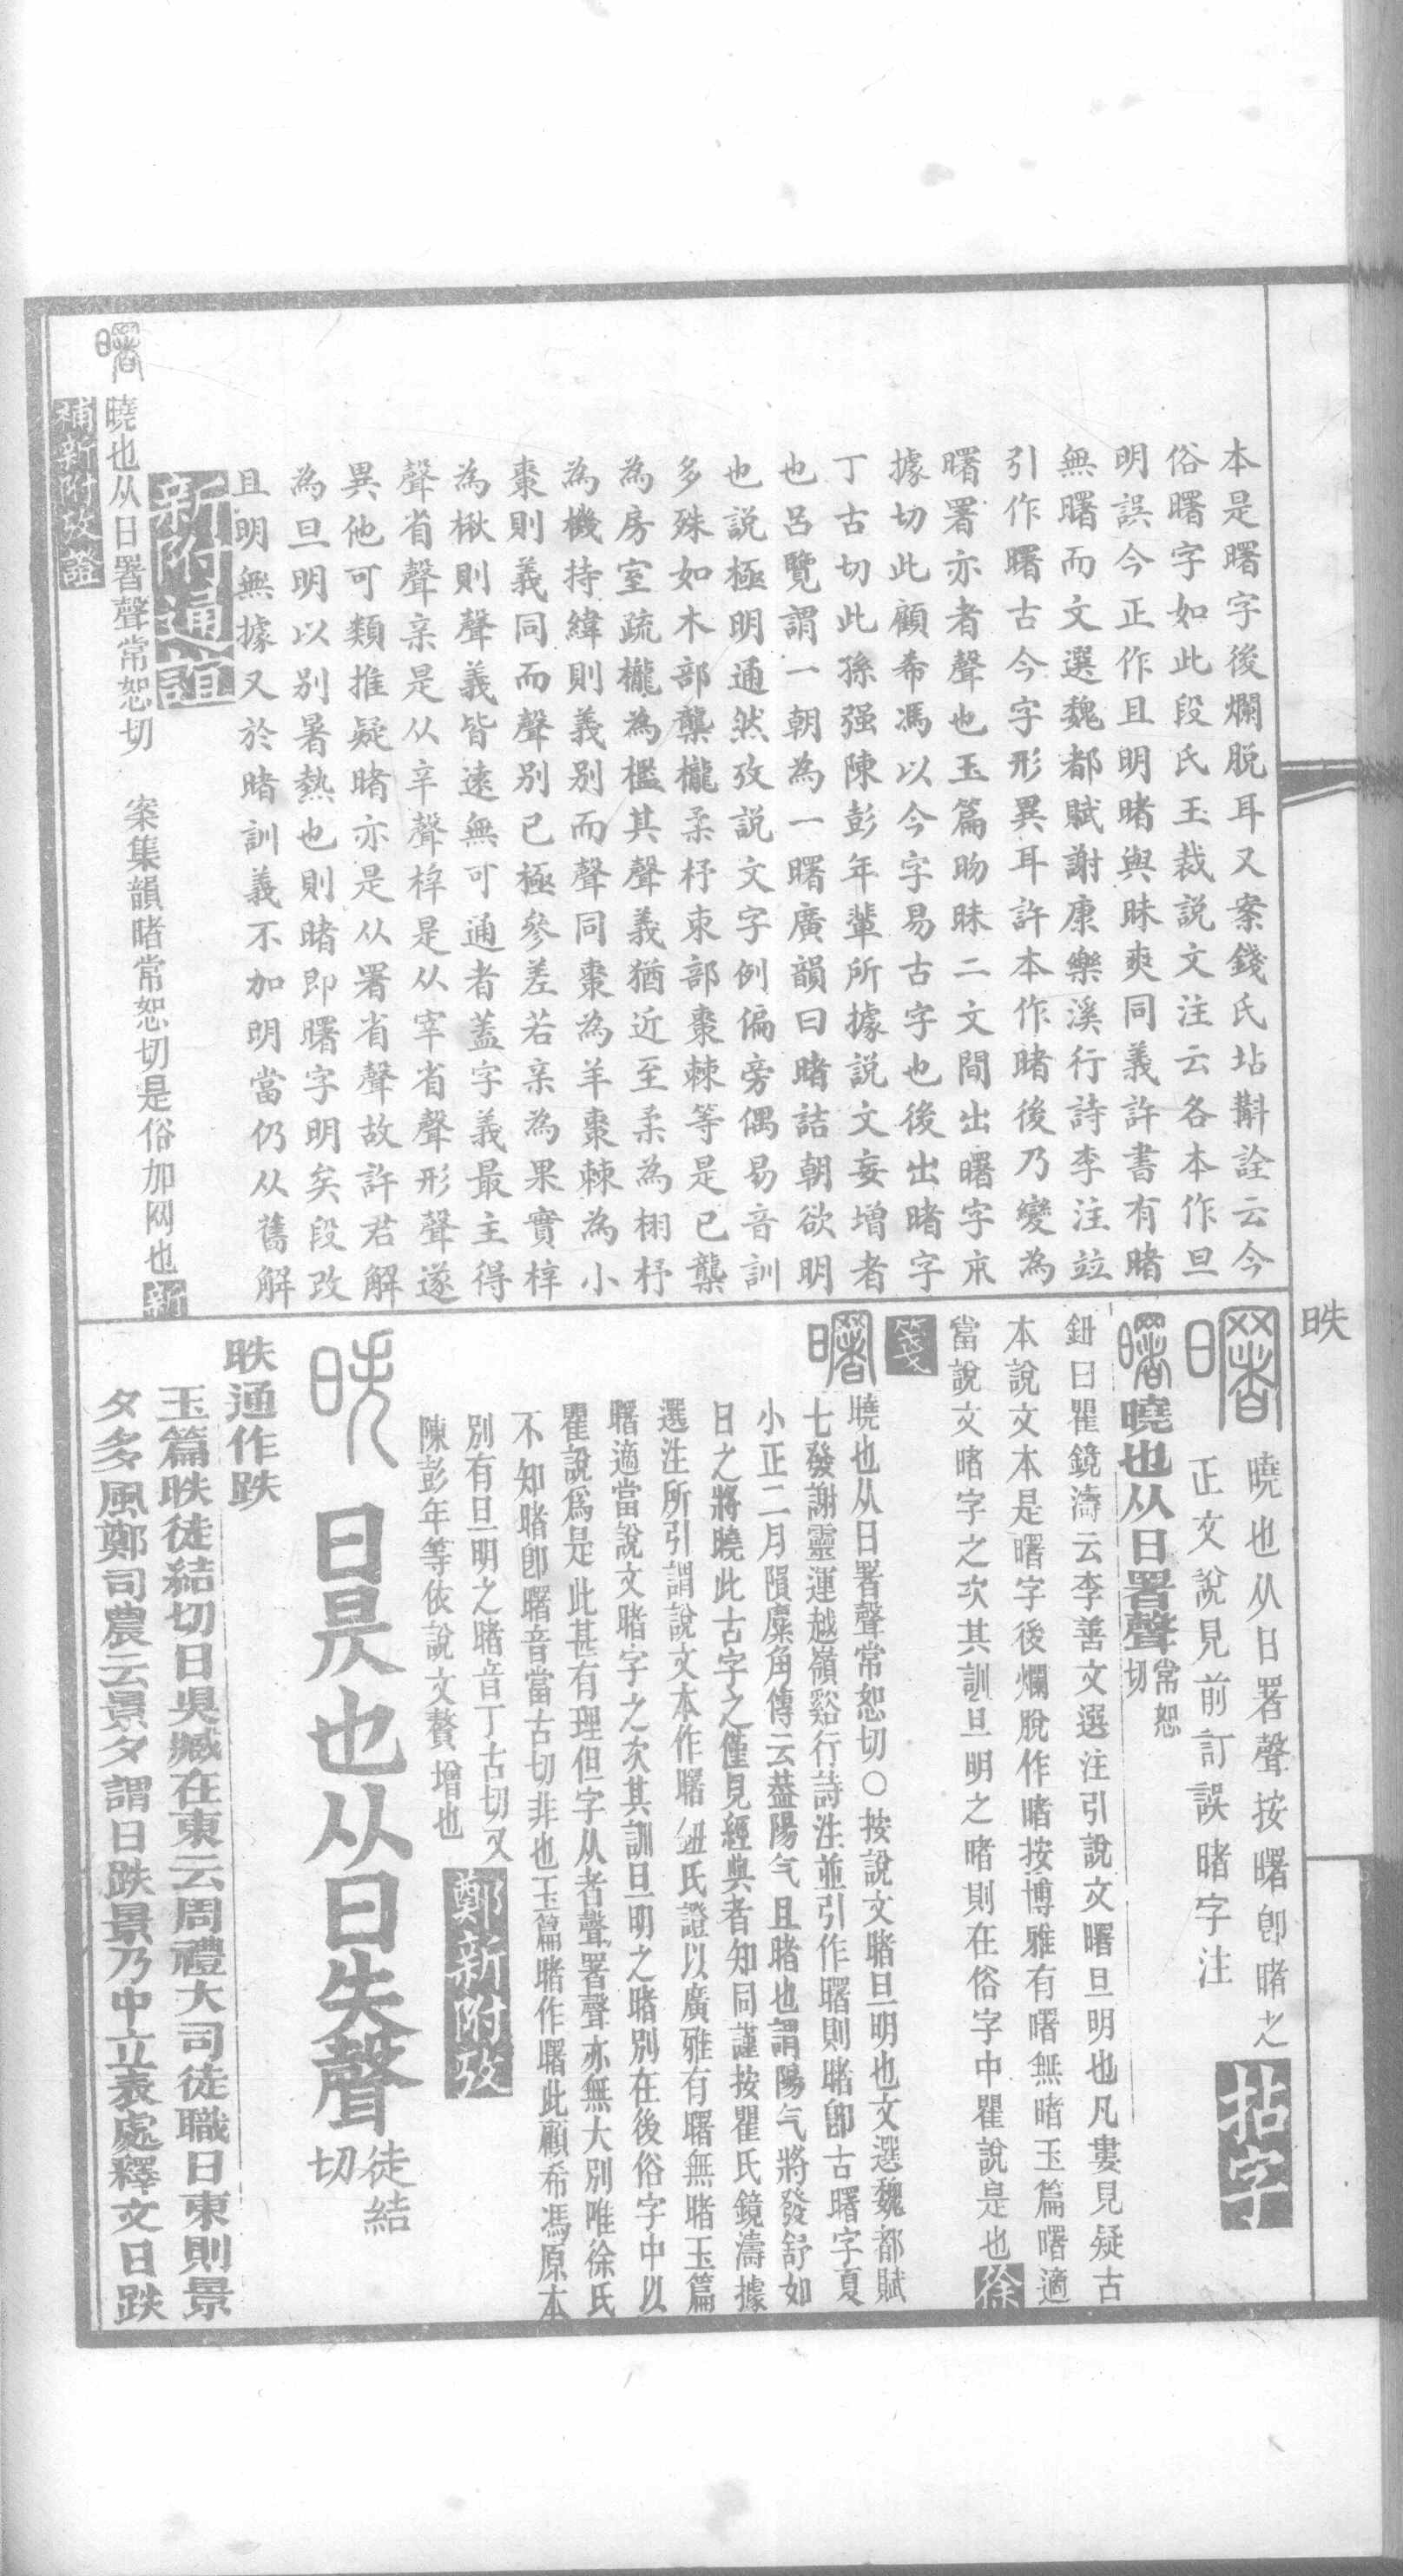 本是曙字後爛脫耳又案錢氏坫斠詮云今
俗曙字如此段氏玉裁說文注云各本作旦
明誤今正作且明睹與昧爽同義許書有睹
無曙而文選魏都賦謝康樂溪行詩李注竝
引作曙古今字形異耳許本作睹後乃變為
曙署亦者聲也玉篇昒昧二文間出曙字朮
據切此顧希馮以今字易古字也後出睹字
丁古切此孫强陳彭年輩所據說文妄增者
也呂覽謂一朝為一曙廣韻曰睹詰朝欲明
也說極明通然攷說文字例偏旁偶易音訓
多殊如木部龔櫳柔杼朿部棗棘等是已龔
為房室疏櫳為檻其聲義猶近至柔為栩杼
為機持緯則義別而聲同棗為羊棗棘為小
棗則義同而聲別已極參差若亲為果實梓
為楸則聲義皆遠無可通者蓋字義最主得
聲省聲亲是从辛聲梓是从宰省聲形聲遂
異他可類推疑睹亦是从署省聲故許君解
為旦明以別暑熱也則睹即曙字明矣段改
且明無據又於睹訓義不加明當仍从舊解
新附通誼
曉也从日署聲常恕切　案集韻睹常恕切是俗加网也新
補新附攷證
昳
曉也从日署聲按曙卽睹之
正文說見前訂誤睹字注
拈字
曉也从日署聲常恕切
鈕曰瞿鏡濤云李善文選注引說文曙旦明也凡婁見疑古
本說文本是曙字後爛脫作睹按博雅有曙無睹玉篇曙適
當說文睹字之次其訓旦明之睹則在俗字中瞿說是也徐
箋
曉也从日署聲常恕切○按說文睹旦明也文選魏都賦
七發謝靈運越嶺谿行詩注並引作曙則睹卽古曙字夏
小正二月隕麋角傳云蓋陽气且睹也謂陽气將發舒如
日之將曉此古字之僅見經典者知同謹按瞿氏鏡濤據
選注所引謂說文本作曙鈕氏證以廣雅有曙無睹玉篇
曙適當說文睹字之次其訓旦明之睹別在後俗字中以
瞿說爲是此甚有理但字从者聲署聲亦無大別唯徐氏
不知睹卽曙音當古切非也玉篇睹作曙此顧希馮原本
別有旦明之睹音丁古切又
陳彭年等依說文贅增也
鄭新附攷
日昃也从日失聲徒結切
昳通作跌
玉篇昳徒結切日昃臧在東云周禮大司徒職日東則景
夕多風鄭司農云景夕謂日跌景乃中立表處釋文日跌